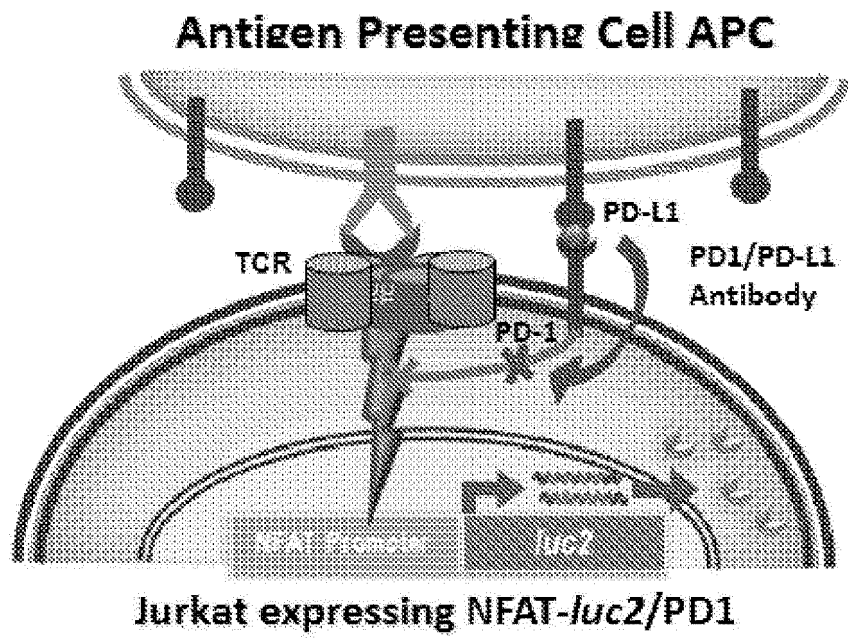 Antigen Presenting Cell APC
PD-L1
TCR
PD1/PD-L1
Antibody
PD-1
NFAT Promoter
luc2
Jurkat expressing NFAT-luc2/PD1